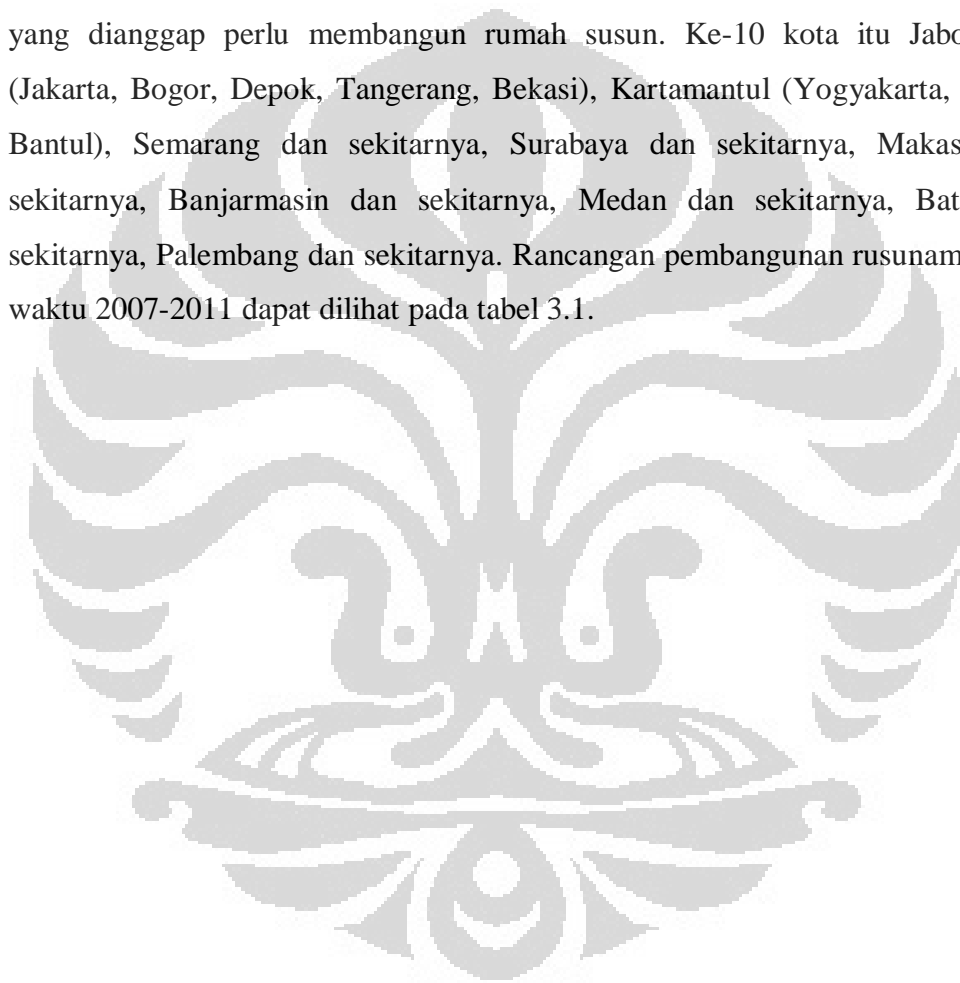 yang dianggap perlu membangun rumah susun. Ke-10 kota itu Jabo
(Jakarta, Bogor, Depok, Tangerang, Bekasi), Kartamantul (Yogyakarta,
Bantul), Semarang dan sekitarnya, Surabaya dan sekitarnya, Makas
sekitarnya, Banjarmasin dan sekitarnya, Medan dan sekitarnya, Bat
sekitarnya, Palembang dan sekitarnya. Rancangan pembangunan rusunam
waktu 2007-2011 dapat dilihat pada tabel 3.1.